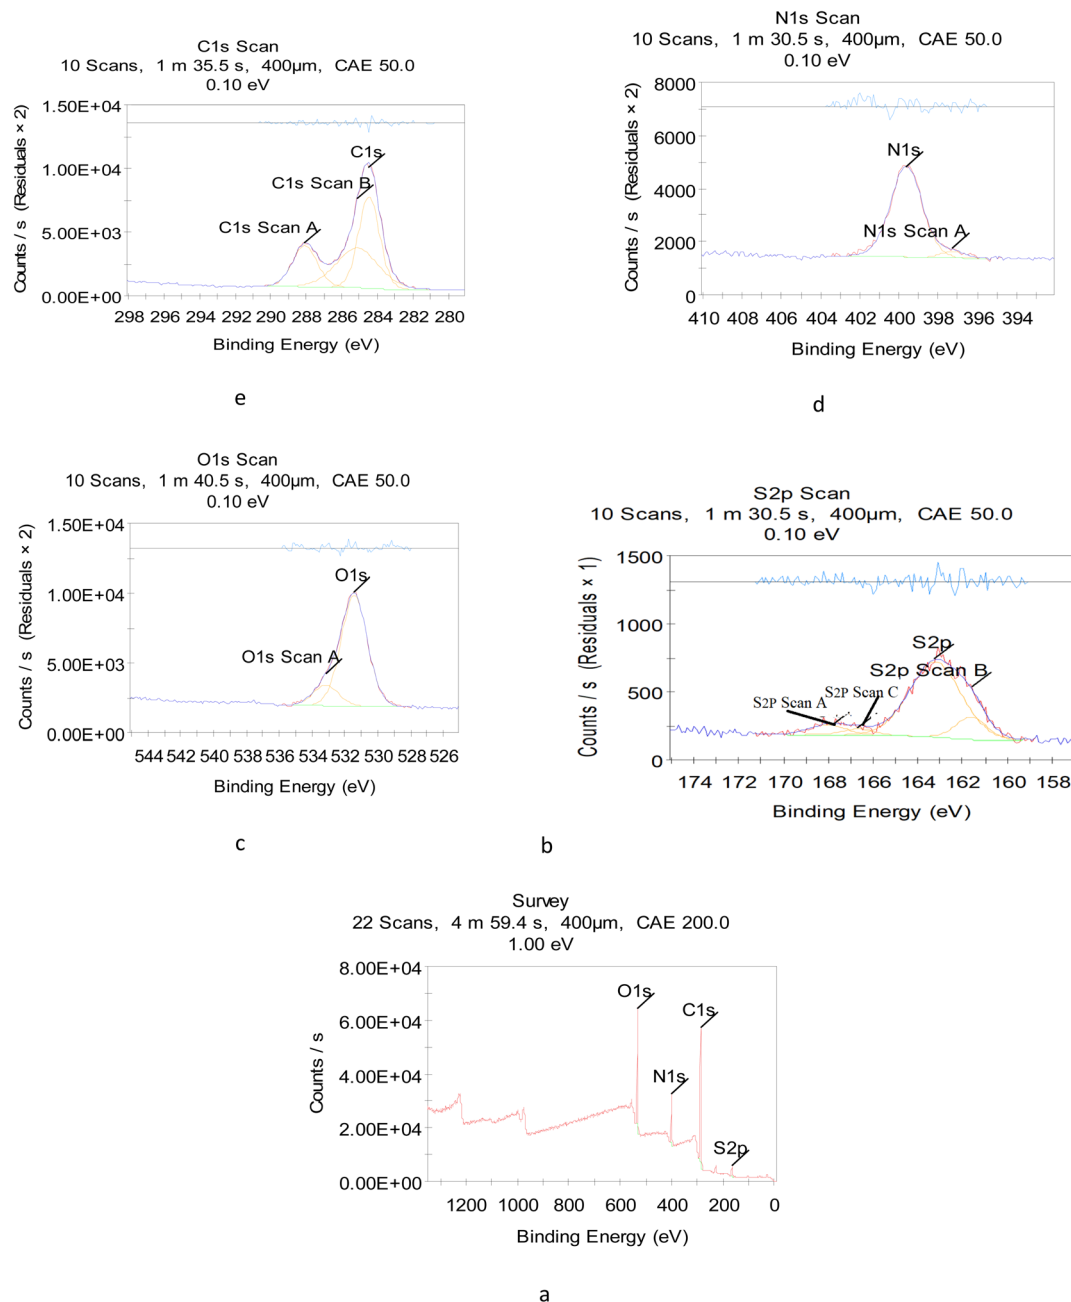 C1s Scan
10 Scans, 1 m 35.5 s, 400µm, CAE 50.0
0.10 eV
Counts / s (Residuals × 2)
1.50E+04
1.00E+04
5.00E+03
0.00E+00
C1s
C1s Scan B
C1s Scan A
298 296 294 292 290 288 286 284 282 280
Binding Energy (eV)
e
N1s Scan
10 Scans, 1 m 30.5 s, 400µm, CAE 50.0
0.10 eV
Counts / s (Residuals × 2)
8000
6000
4000
2000
0
N1s
N1s Scan A
410 408 406 404 402 400 398 396 394
Binding Energy (eV)
d
O1s Scan
10 Scans, 1 m 40.5 s, 400µm, CAE 50.0
0.10 eV
Counts / s (Residuals × 2)
1.50E+04
1.00E+04
5.00E+03
0.00E+00
O1s
O1s Scan A
544 542 540 538 536 534 532 530 528 526
Binding Energy (eV)
c
S2p Scan
10 Scans, 1 m 30.5 s, 400µm, CAE 50.0
0.10 eV
Counts / s (Residuals × 1)
1500
1000
500
0
S2p
S2p Scan B
S2P Scan C
S2P Scan A
174 172 170 168 166 164 162 160 158
Binding Energy (eV)
b
Survey
22 Scans, 4 m 59.4 s, 400µm, CAE 200.0
1.00 eV
Counts / s
8.00E+04
6.00E+04
4.00E+04
2.00E+04
0.00E+00
O1s
C1s
N1s
S2p
1200 1000 800 600 400 200 0
Binding Energy (eV)
a